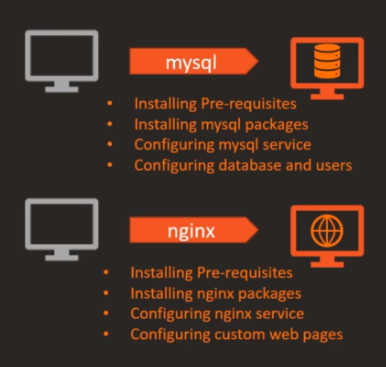 mysql
• Installing Pre-requisites
• Installing mysql packages
• Configuring mysql service
• Configuring database and users
nginx
• Installing Pre-requisites
• Installing nginx packages
• Configuring nginx service
• Configuring custom web pages